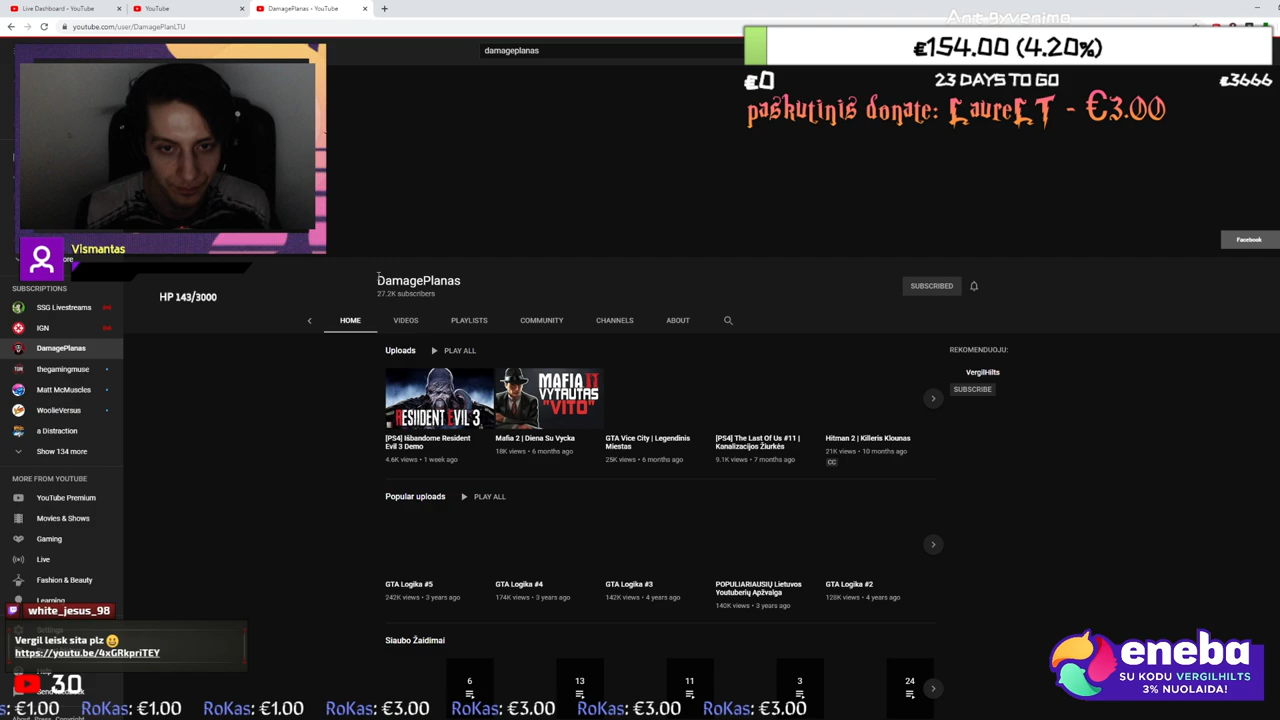 Live Dashboard - YouTube
YouTube
DamagePlanas - YouTube
youtube.com/user/DamagePlanLTU
damageplanas
Ant gyvenimo
€154.00 (4.20%)
€0
23 DAYS TO GO
€3666
paskutinis donate: LaureLT - €3.00
Vismantas
Facebook
HP 143/3000
SUBSCRIPTIONS
SSG Livestreams
IGN
DamagePlanas
thegamingmuse
Matt McMuscles
WoolieVersus
a Distraction
Show 134 more
MORE FROM YOUTUBE
YouTube Premium
Movies & Shows
Gaming
Live
Fashion & Beauty
Learning
Settings
DamagePlanas
27.2K subscribers
SUBSCRIBED
HOME
VIDEOS
PLAYLISTS
COMMUNITY
CHANNELS
ABOUT
Uploads
PLAY ALL
RESIDENT EVIL 3
MAFIA II
VYTAUTAS
"VITO"
[PS4] Išbandome Resident
Evil 3 Demo
4.6K views • 1 week ago
Mafia 2 | Diena Su Vycka
18K views • 6 months ago
GTA Vice City | Legendinis
Miestas
25K views • 6 months ago
[PS4] The Last Of Us #11 |
Kanalizacijos Žiurkės
9.1K views • 7 months ago
Hitman 2 | Killeris Klounas
21K views • 10 months ago
CC
REKOMENDUOJU:
VergilHilts
SUBSCRIBE
Popular uploads
PLAY ALL
GTA Logika #5
242K views • 3 years ago
GTA Logika #4
174K views • 3 years ago
GTA Logika #3
142K views • 4 years ago
POPULIARIAUSIŲ Lietuvos
Youtuberių Apžvalga
140K views • 3 years ago
GTA Logika #2
128K views • 4 years ago
Siaubo Žaidimai
6
13
11
3
24
white_jesus_98
Vergil leisk sita plz
https://youtu.be/4xGRkpriTEY
30
eneba
SU KODU VERGILHILTS
3% NUOLAIDA!
s: €1.00 RoKas: €1.00 RoKas: €1.00 RoKas: €3.00 RoKas: €3.00 RoKas: €3.00 RoKas: €3.00